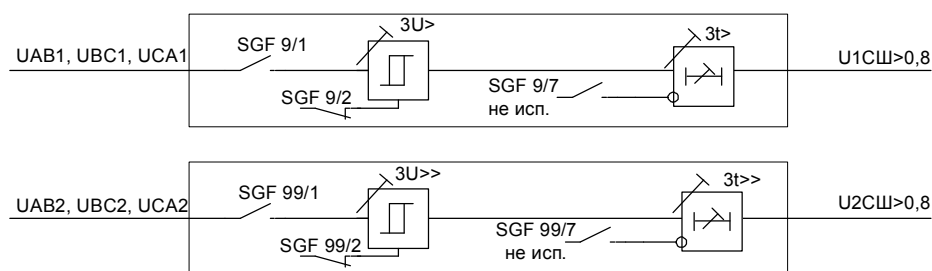 3U>
3t>
SGF 9/1
UAB1, UBC1, UCA1
U1СШ>0,8
SGF 9/7
SGF 9/2
не исп.
3U>>
3t>>
SGF 99/1
UAB2, UBC2, UCA2
U2СШ>0,8
SGF 99/7
SGF 99/2
не исп.